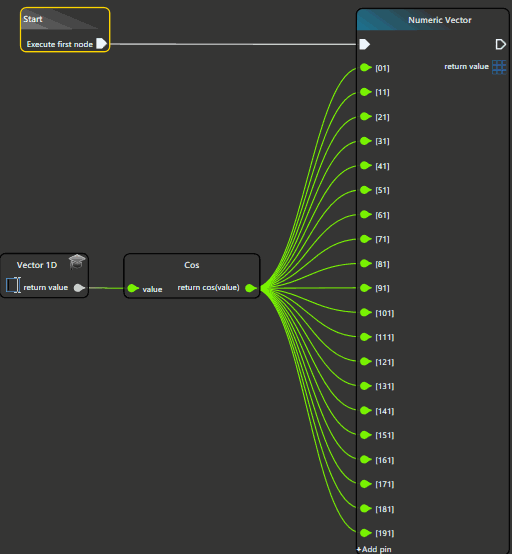 Start
Execute first node
Numeric Vector
return value
[01]
[11]
[21]
[31]
[41]
[51]
[61]
[71]
[81]
[91]
[101]
[111]
[121]
[131]
[141]
[151]
[161]
[171]
[181]
[191]
+Add pin
Vector 1D
return value
Cos
value return cos(value)